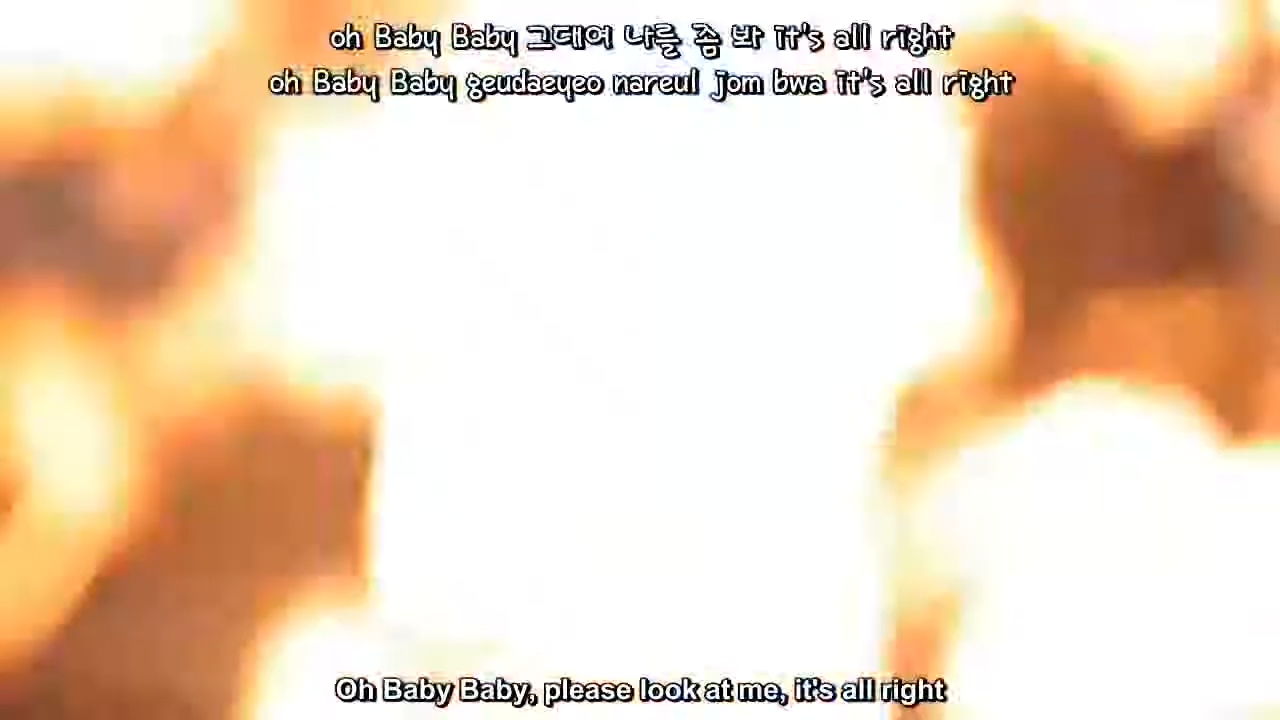 oh Baby Baby 그대여 나를 좀 봐 it's all right
oh Baby Baby geudaeyeo nareul jom bwa it's all right
Oh Baby Baby, please look at me, it's all right